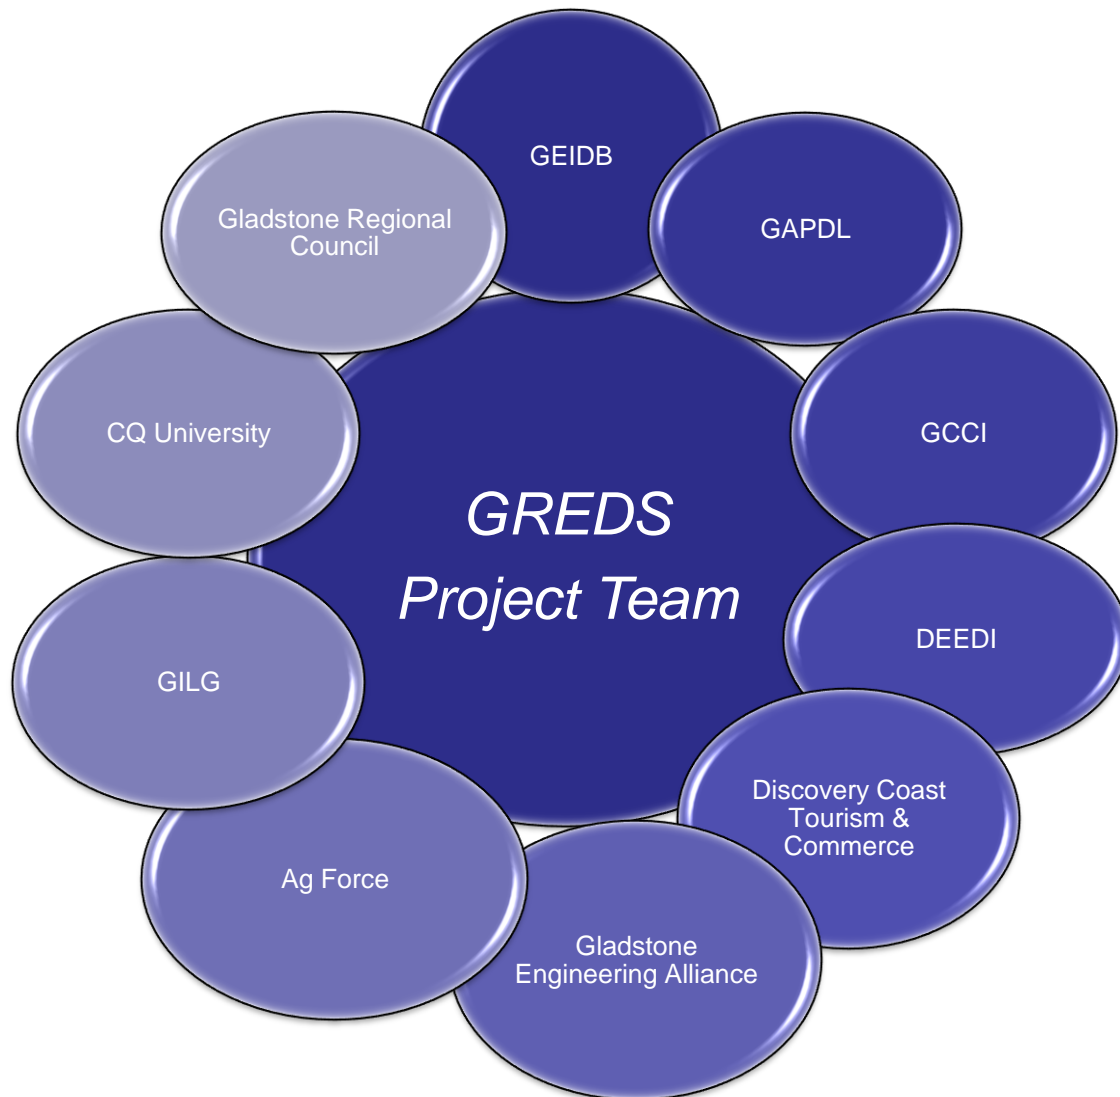 GEIDB
GAPDL
GCCI
DEEDI
Discovery Coast
Tourism &
Commerce
Gladstone
Engineering Alliance
Ag Force
GILG
CQ University
Gladstone Regional
Council
GREDS
Project Team